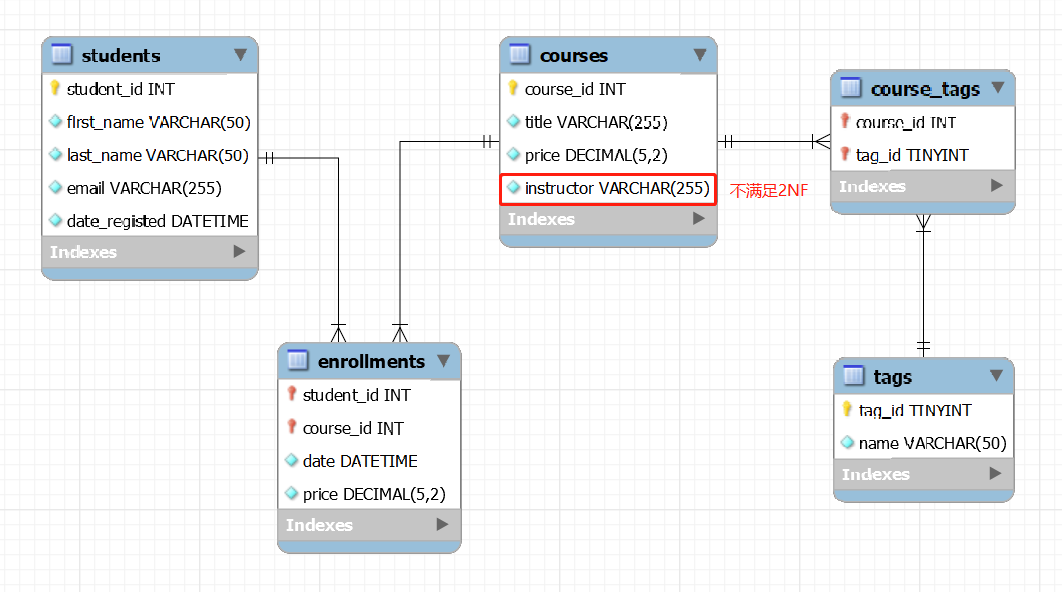 students
student_id INT
first_name VARCHAR(50)
last_name VARCHAR(50)
email VARCHAR(255)
date_registed DATETIME
Indexes
courses
course_id INT
title VARCHAR(255)
price DECIMAL(5,2)
instructor VARCHAR(255)
不满足2NF
Indexes
course_tags
course_id INT
tag_id TINYINT
Indexes
enrollments
student_id INT
course_id INT
date DATETIME
price DECIMAL(5,2)
Indexes
tags
tag_id TINYINT
name VARCHAR(50)
Indexes